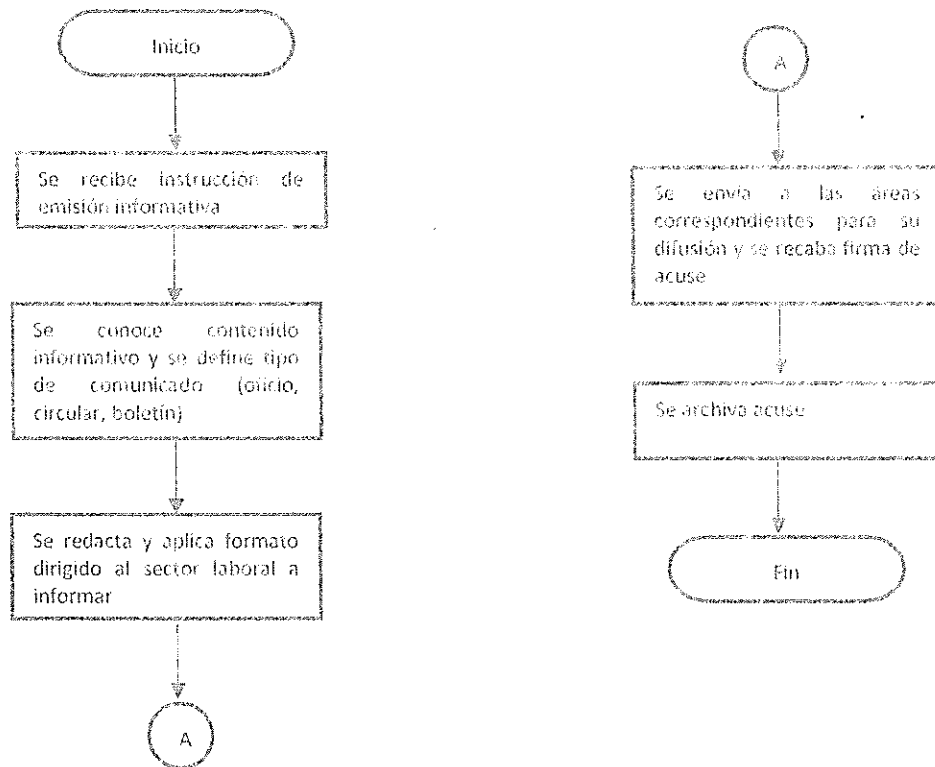 Inicio
Se recibe instrucción de
emisión informativa
Se conoce contenido
informativo y se define tipo
de comunicado (oficio,
circular, boletín)
Se redacta y aplica formato
dirigido al sector laboral a
informar
A
A
Se envía a las áreas
correspondientes para su
difusión y se recaba firma de
acuse
Se archiva acuse
Fin